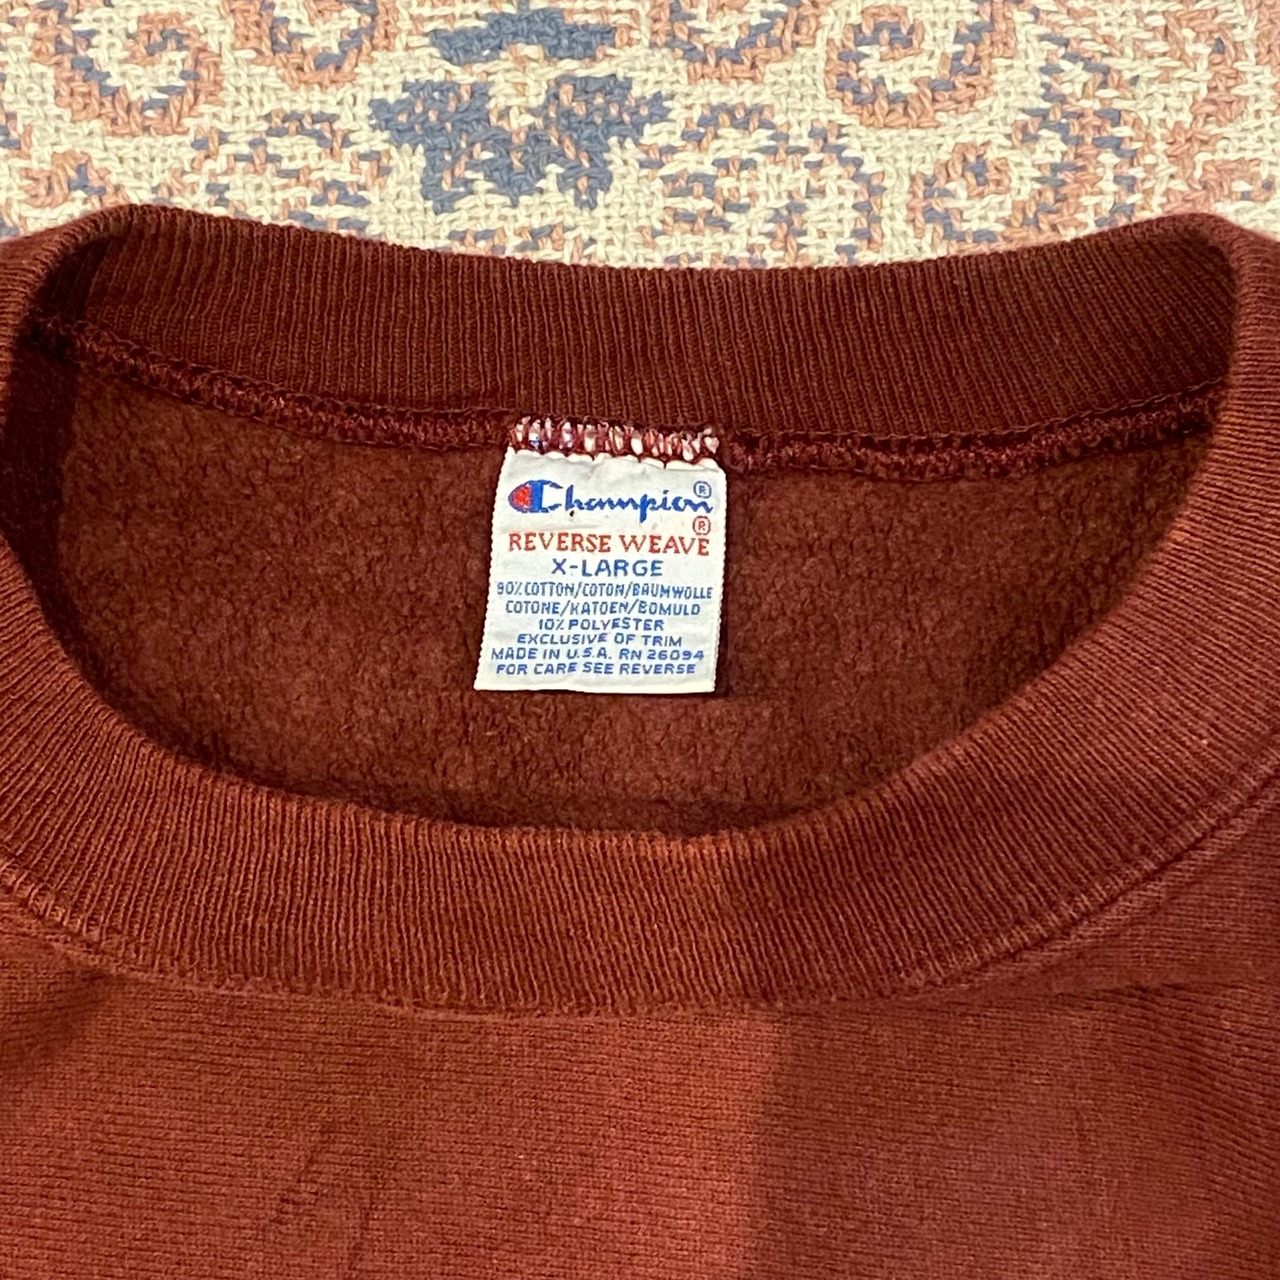 Champion®
REVERSE WEAVE®
X-LARGE
90% COTTON/COTON/BAUMWOLLE
COTONE/KATOEN/BOMULD
10% POLYESTER
EXCLUSIVE OF TRIM
MADE IN U.S.A. RN 26094
FOR CARE SEE REVERSE